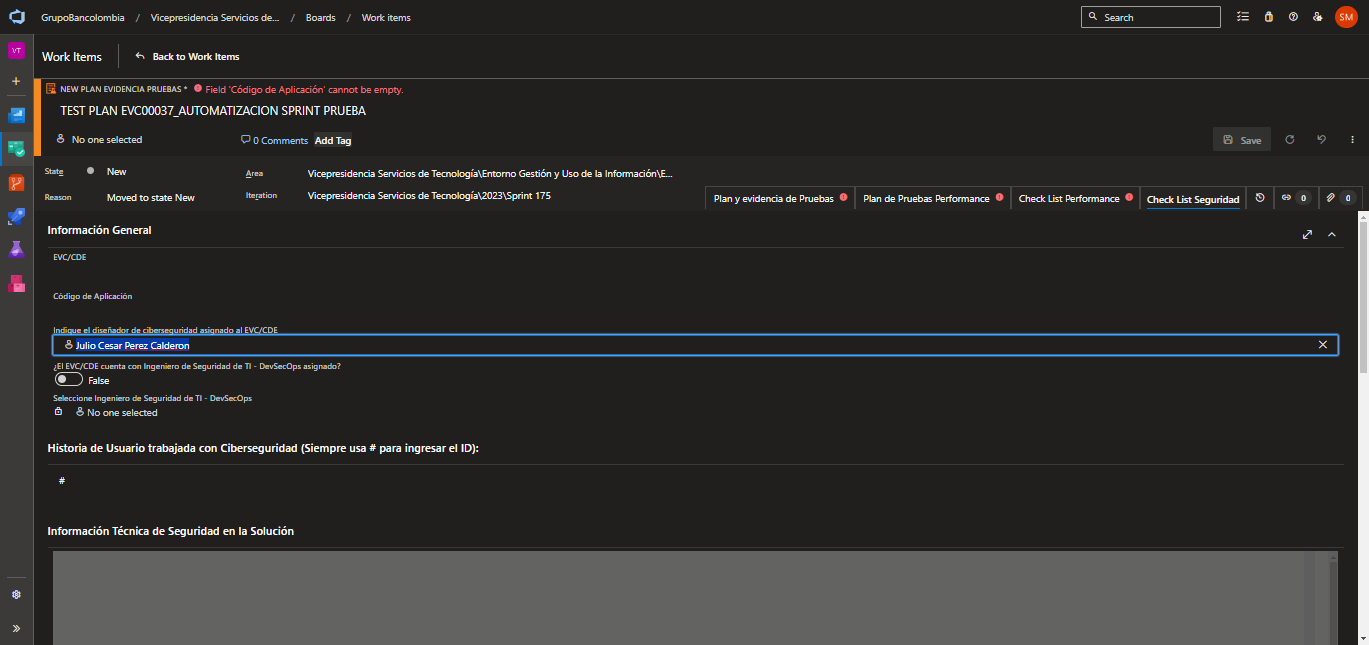 GrupoBancolombia / Vicepresidencia Servicios de... / Boards / Work items
Search
SM
VT
Work Items
Back to Work Items
NEW PLAN EVIDENCIA PRUEBAS * Field 'Código de Aplicación' cannot be empty.
TEST PLAN EVC00037_AUTOMATIZACION SPRINT PRUEBA
No one selected
0 Comments
Add Tag
Save
State
New
Area
Vicepresidencia Servicios de Tecnología\Entorno Gestión y Uso de la Información\E...
Reason
Moved to state New
Iteration
Vicepresidencia Servicios de Tecnología\2023\Sprint 175
Plan y evidencia de Pruebas
Plan de Pruebas Performance
Check List Performance
Check List Seguridad
0
0
Información General
EVC/CDE
Código de Aplicación
Indique el diseñador de ciberseguridad asignado al EVC/CDE
Julio Cesar Perez Calderon
¿El EVC/CDE cuenta con Ingeniero de Seguridad de TI - DevSecOps asignado?
False
Seleccione Ingeniero de Seguridad de TI - DevSecOps
No one selected
Historia de Usuario trabajada con Ciberseguridad (Siempre usa # para ingresar el ID):
#
Información Técnica de Seguridad en la Solución